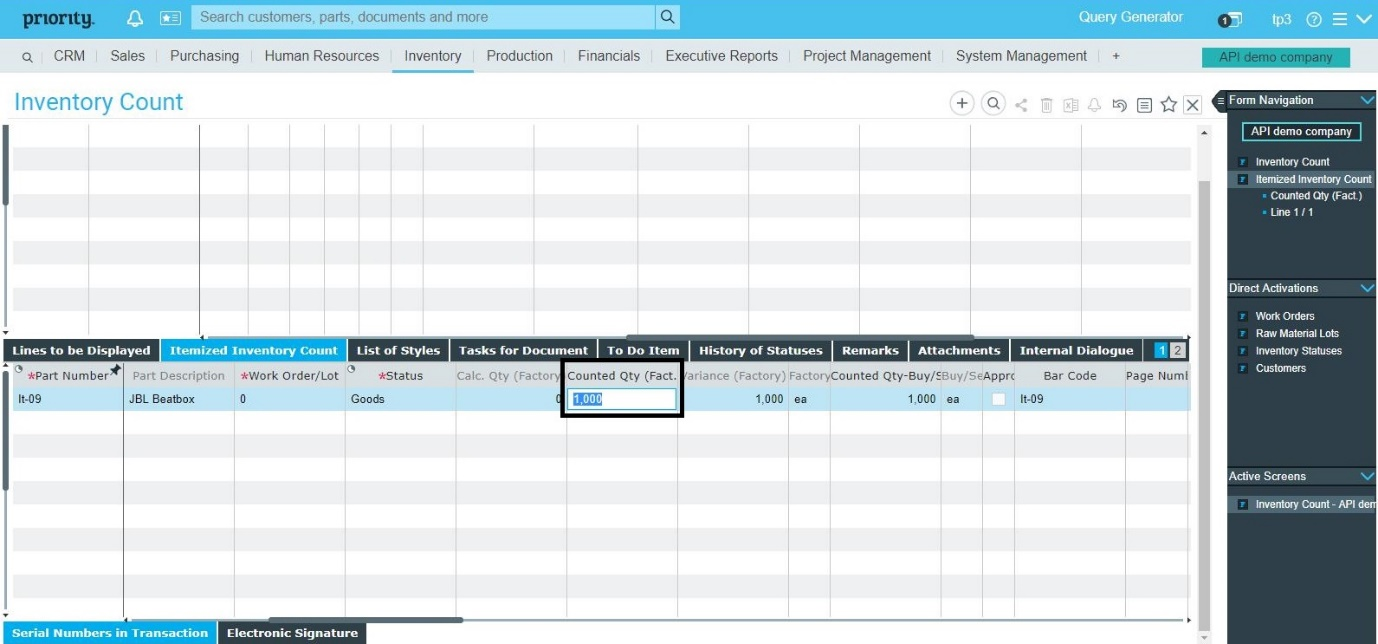 priority.
Search customers, parts, documents and more
Query Generator
1
tp3
CRM Sales Purchasing Human Resources Inventory Production Financials Executive Reports Project Management System Management +
API demo company
Inventory Count
Form Navigation
API demo company
Inventory Count
Itemized Inventory Count
Counted Qty (Fact.)
Line 1 / 1
Direct Activations
Work Orders
Raw Material Lots
Inventory Statuses
Customers
Active Screens
Inventory Count - API dem
Lines to be Displayed Itemized Inventory Count List of Styles Tasks for Document To Do Item History of Statuses Remarks Attachments Internal Dialogue 1 2
*Part Number Part Description *Work Order/Lot *Status Calc. Qty (Factory Counted Qty (Fact. Variance (Factory) Factory Counted Qty-Buy/S Buy/Se Appro Bar Code Page Numl
It-09 JBL Beatbox 0 Goods 0 1,000 1,000 ea 1,000 ea It-09
Serial Numbers in Transaction Electronic Signature